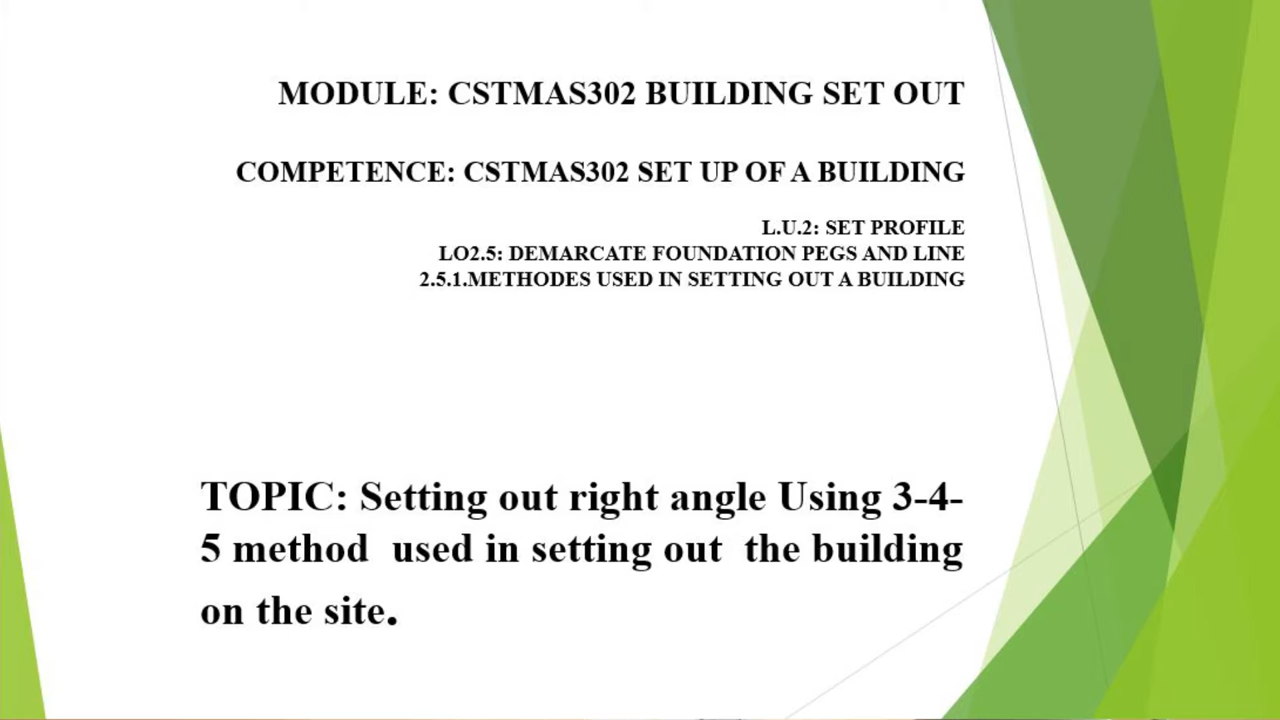 MODULE: CSTMAS302 BUILDING SET OUT
COMPETENCE: CSTMAS302 SET UP OF A BUILDING
L.U.2: SET PROFILE
LO2.5: DEMARCATE FOUNDATION PEGS AND LINE
2.5.1.METHODES USED IN SETTING OUT A BUILDING
TOPIC: Setting out right angle Using 3-4-
5 method used in setting out the building
on the site.